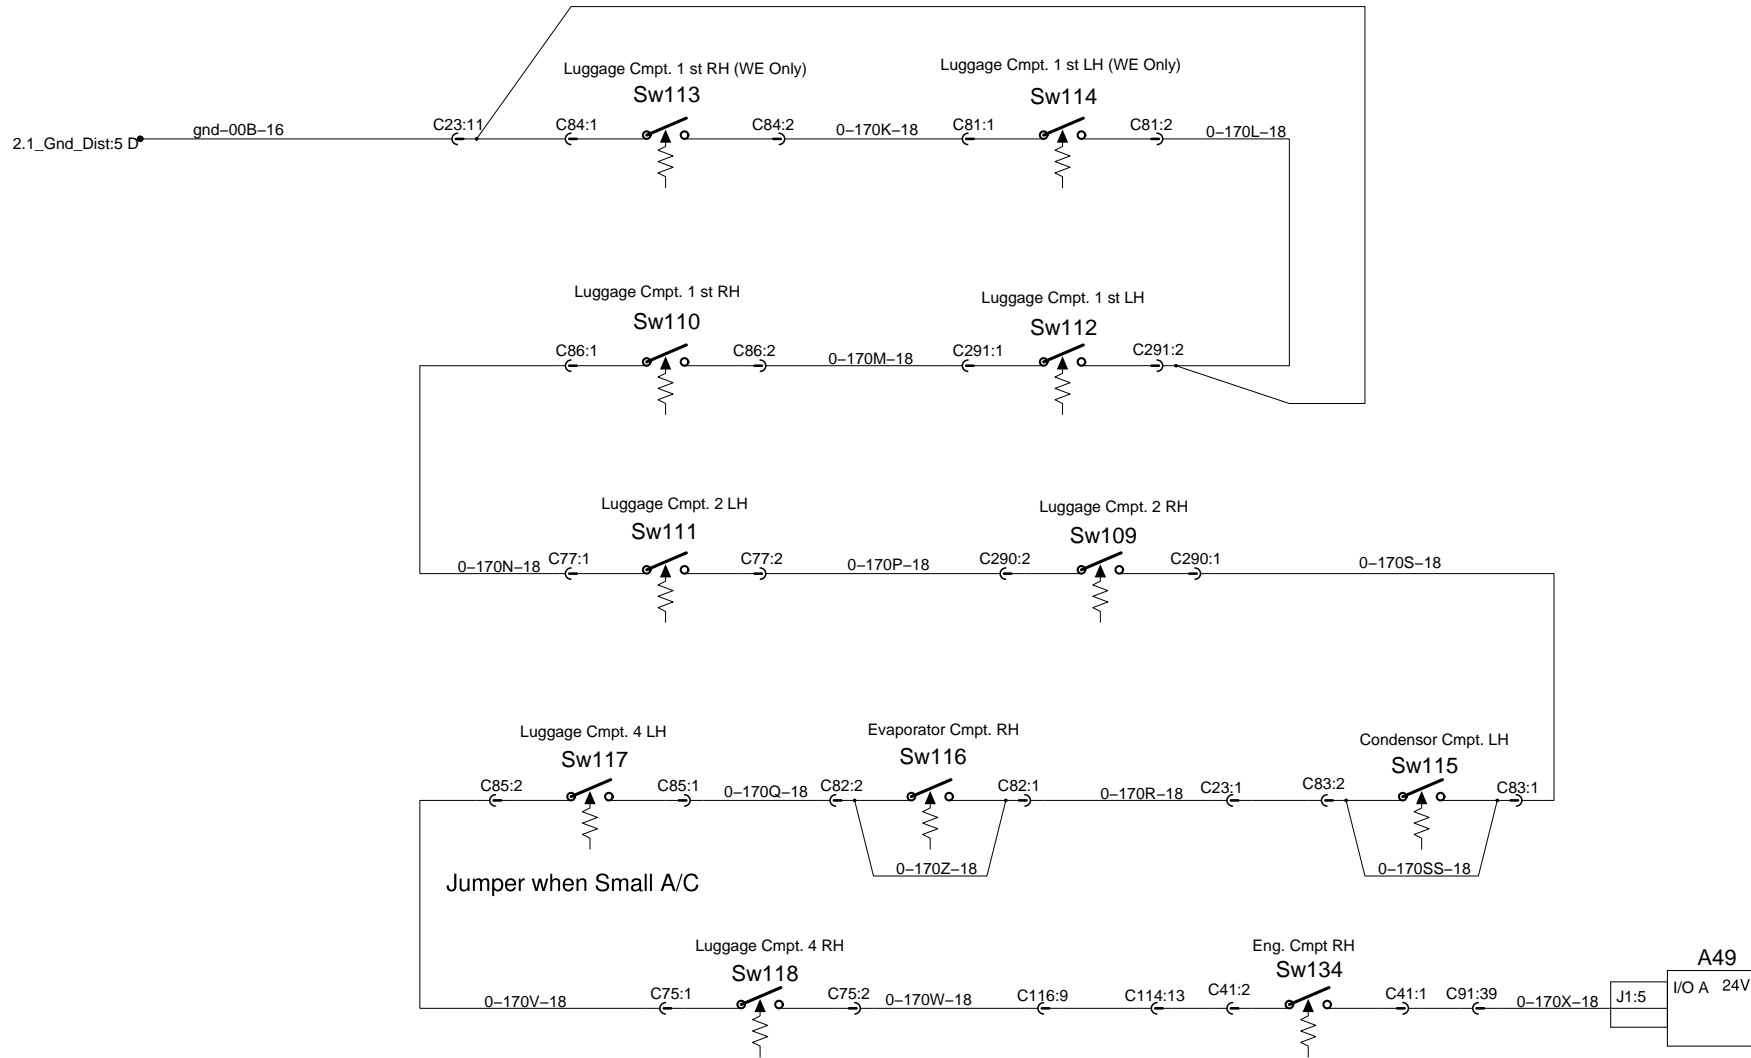 Luggage Cmpt. 1 st RH (WE Only)
Sw113
Luggage Cmpt. 1 st LH (WE Only)
Sw114
2.1_Gnd_Dist:5 D
gnd-00B-16
C23:11
C84:1
C84:2
0-170K-18
C81:1
C81:2
0-170L-18
Luggage Cmpt. 1 st RH
Sw110
Luggage Cmpt. 1 st LH
Sw112
C86:1
C86:2
0-170M-18
C291:1
C291:2
Luggage Cmpt. 2 LH
Sw111
Luggage Cmpt. 2 RH
Sw109
0-170N-18
C77:1
C77:2
0-170P-18
C290:2
C290:1
0-170S-18
Luggage Cmpt. 4 LH
Sw117
Evaporator Cmpt. RH
Sw116
Condensor Cmpt. LH
Sw115
C85:2
C85:1
0-170Q-18
C82:2
C82:1
0-170R-18
C23:1
C83:2
C83:1
0-170Z-18
0-170SS-18
Jumper when Small A/C
Luggage Cmpt. 4 RH
Sw118
Eng. Cmpt RH
Sw134
A49
0-170V-18
C75:1
C75:2
0-170W-18
C116:9
C114:13
C41:2
C41:1
C91:39
0-170X-18
J1:5
I/O A 24V